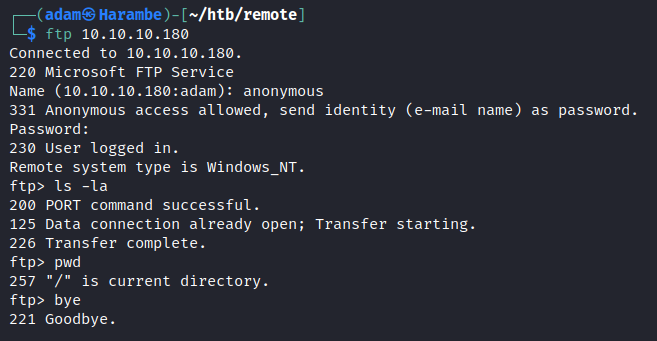 ┌──(adam㉿Harambe)-[~/htb/remote]
└─$ ftp 10.10.10.180
Connected to 10.10.10.180.
220 Microsoft FTP Service
Name (10.10.10.180:adam): anonymous
331 Anonymous access allowed, send identity (e-mail name) as password.
Password:
230 User logged in.
Remote system type is Windows_NT.
ftp> ls -la
200 PORT command successful.
125 Data connection already open; Transfer starting.
226 Transfer complete.
ftp> pwd
257 "/" is current directory.
ftp> bye
221 Goodbye.